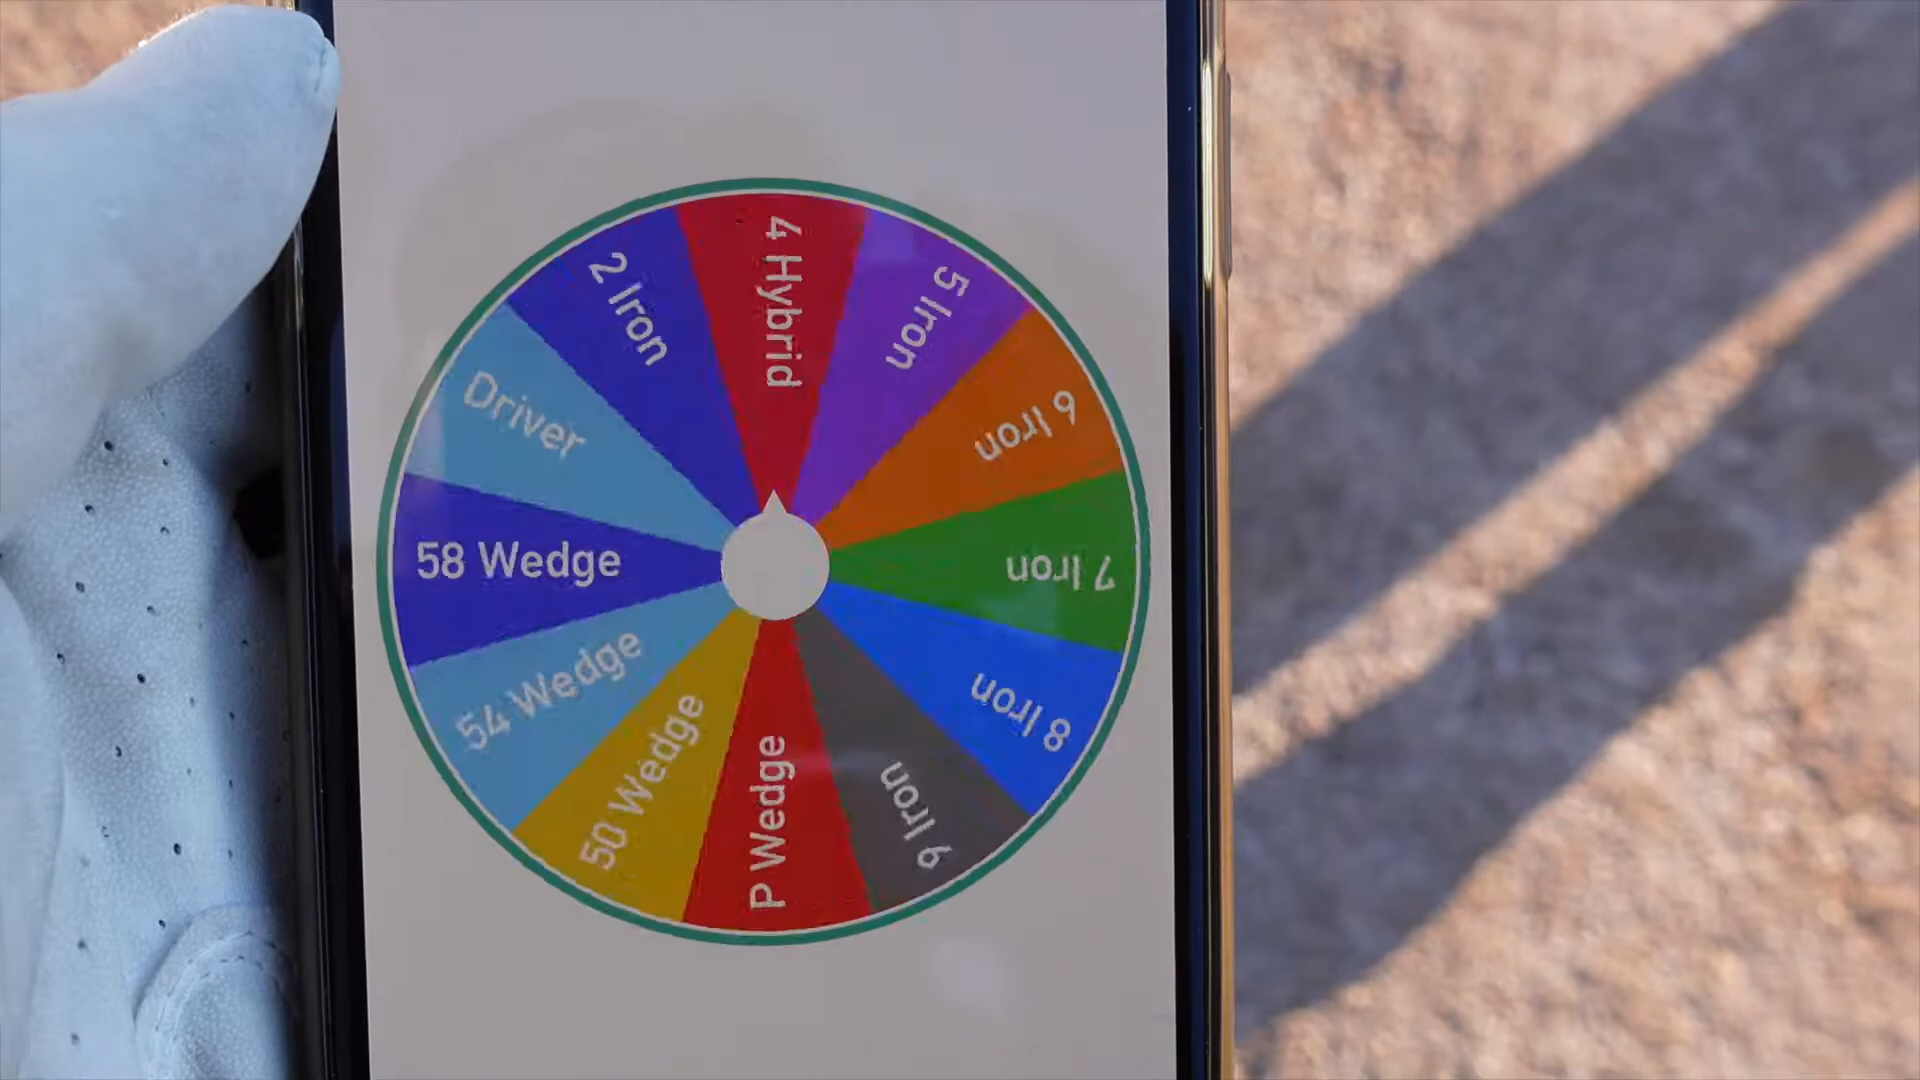 4 Hybrid
5 Iron
6 Iron
7 Iron
8 Iron
9 Iron
P Wedge
50 Wedge
54 Wedge
58 Wedge
Driver
2 Iron